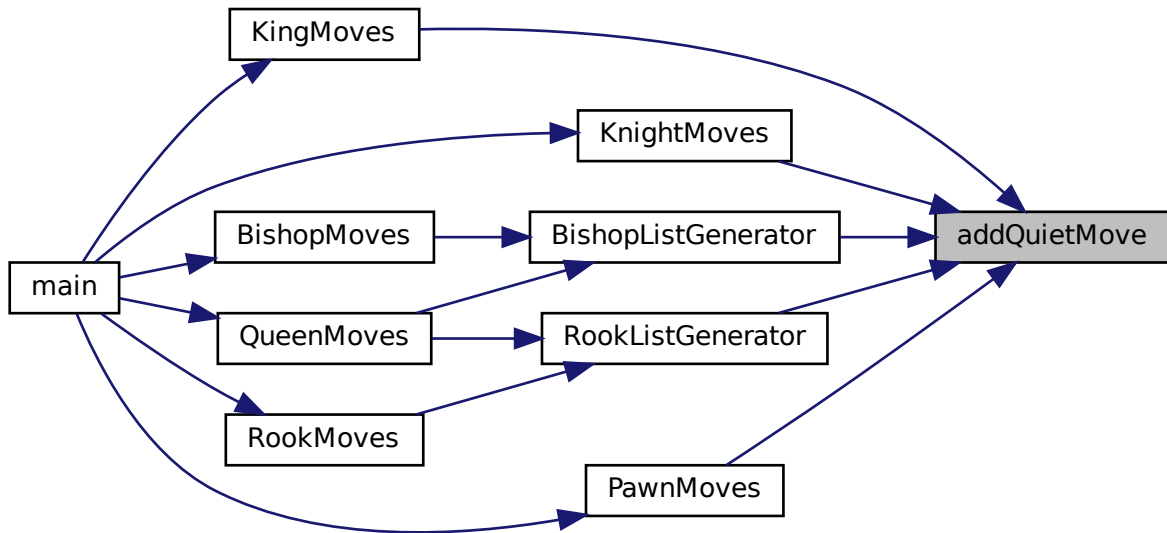 KingMoves
KnightMoves
BishopMoves
BishopListGenerator
addQuietMove
main
QueenMoves
RookListGenerator
RookMoves
PawnMoves